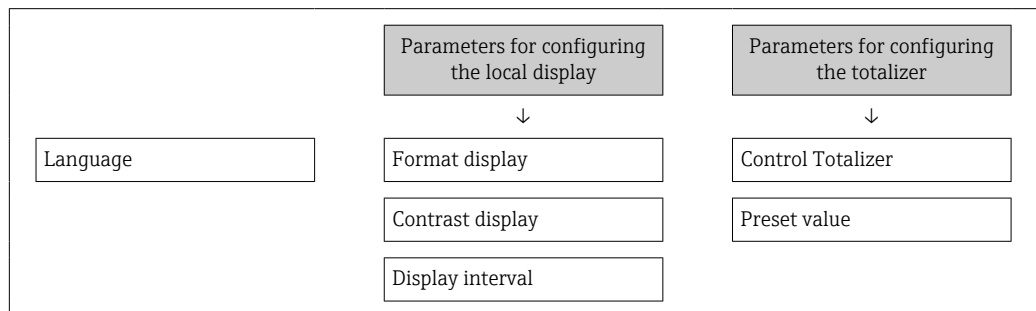 Parameters for configuring
the local display
Parameters for configuring
the totalizer
↓
↓
Language
Format display
Control Totalizer
Contrast display
Preset value
Display interval